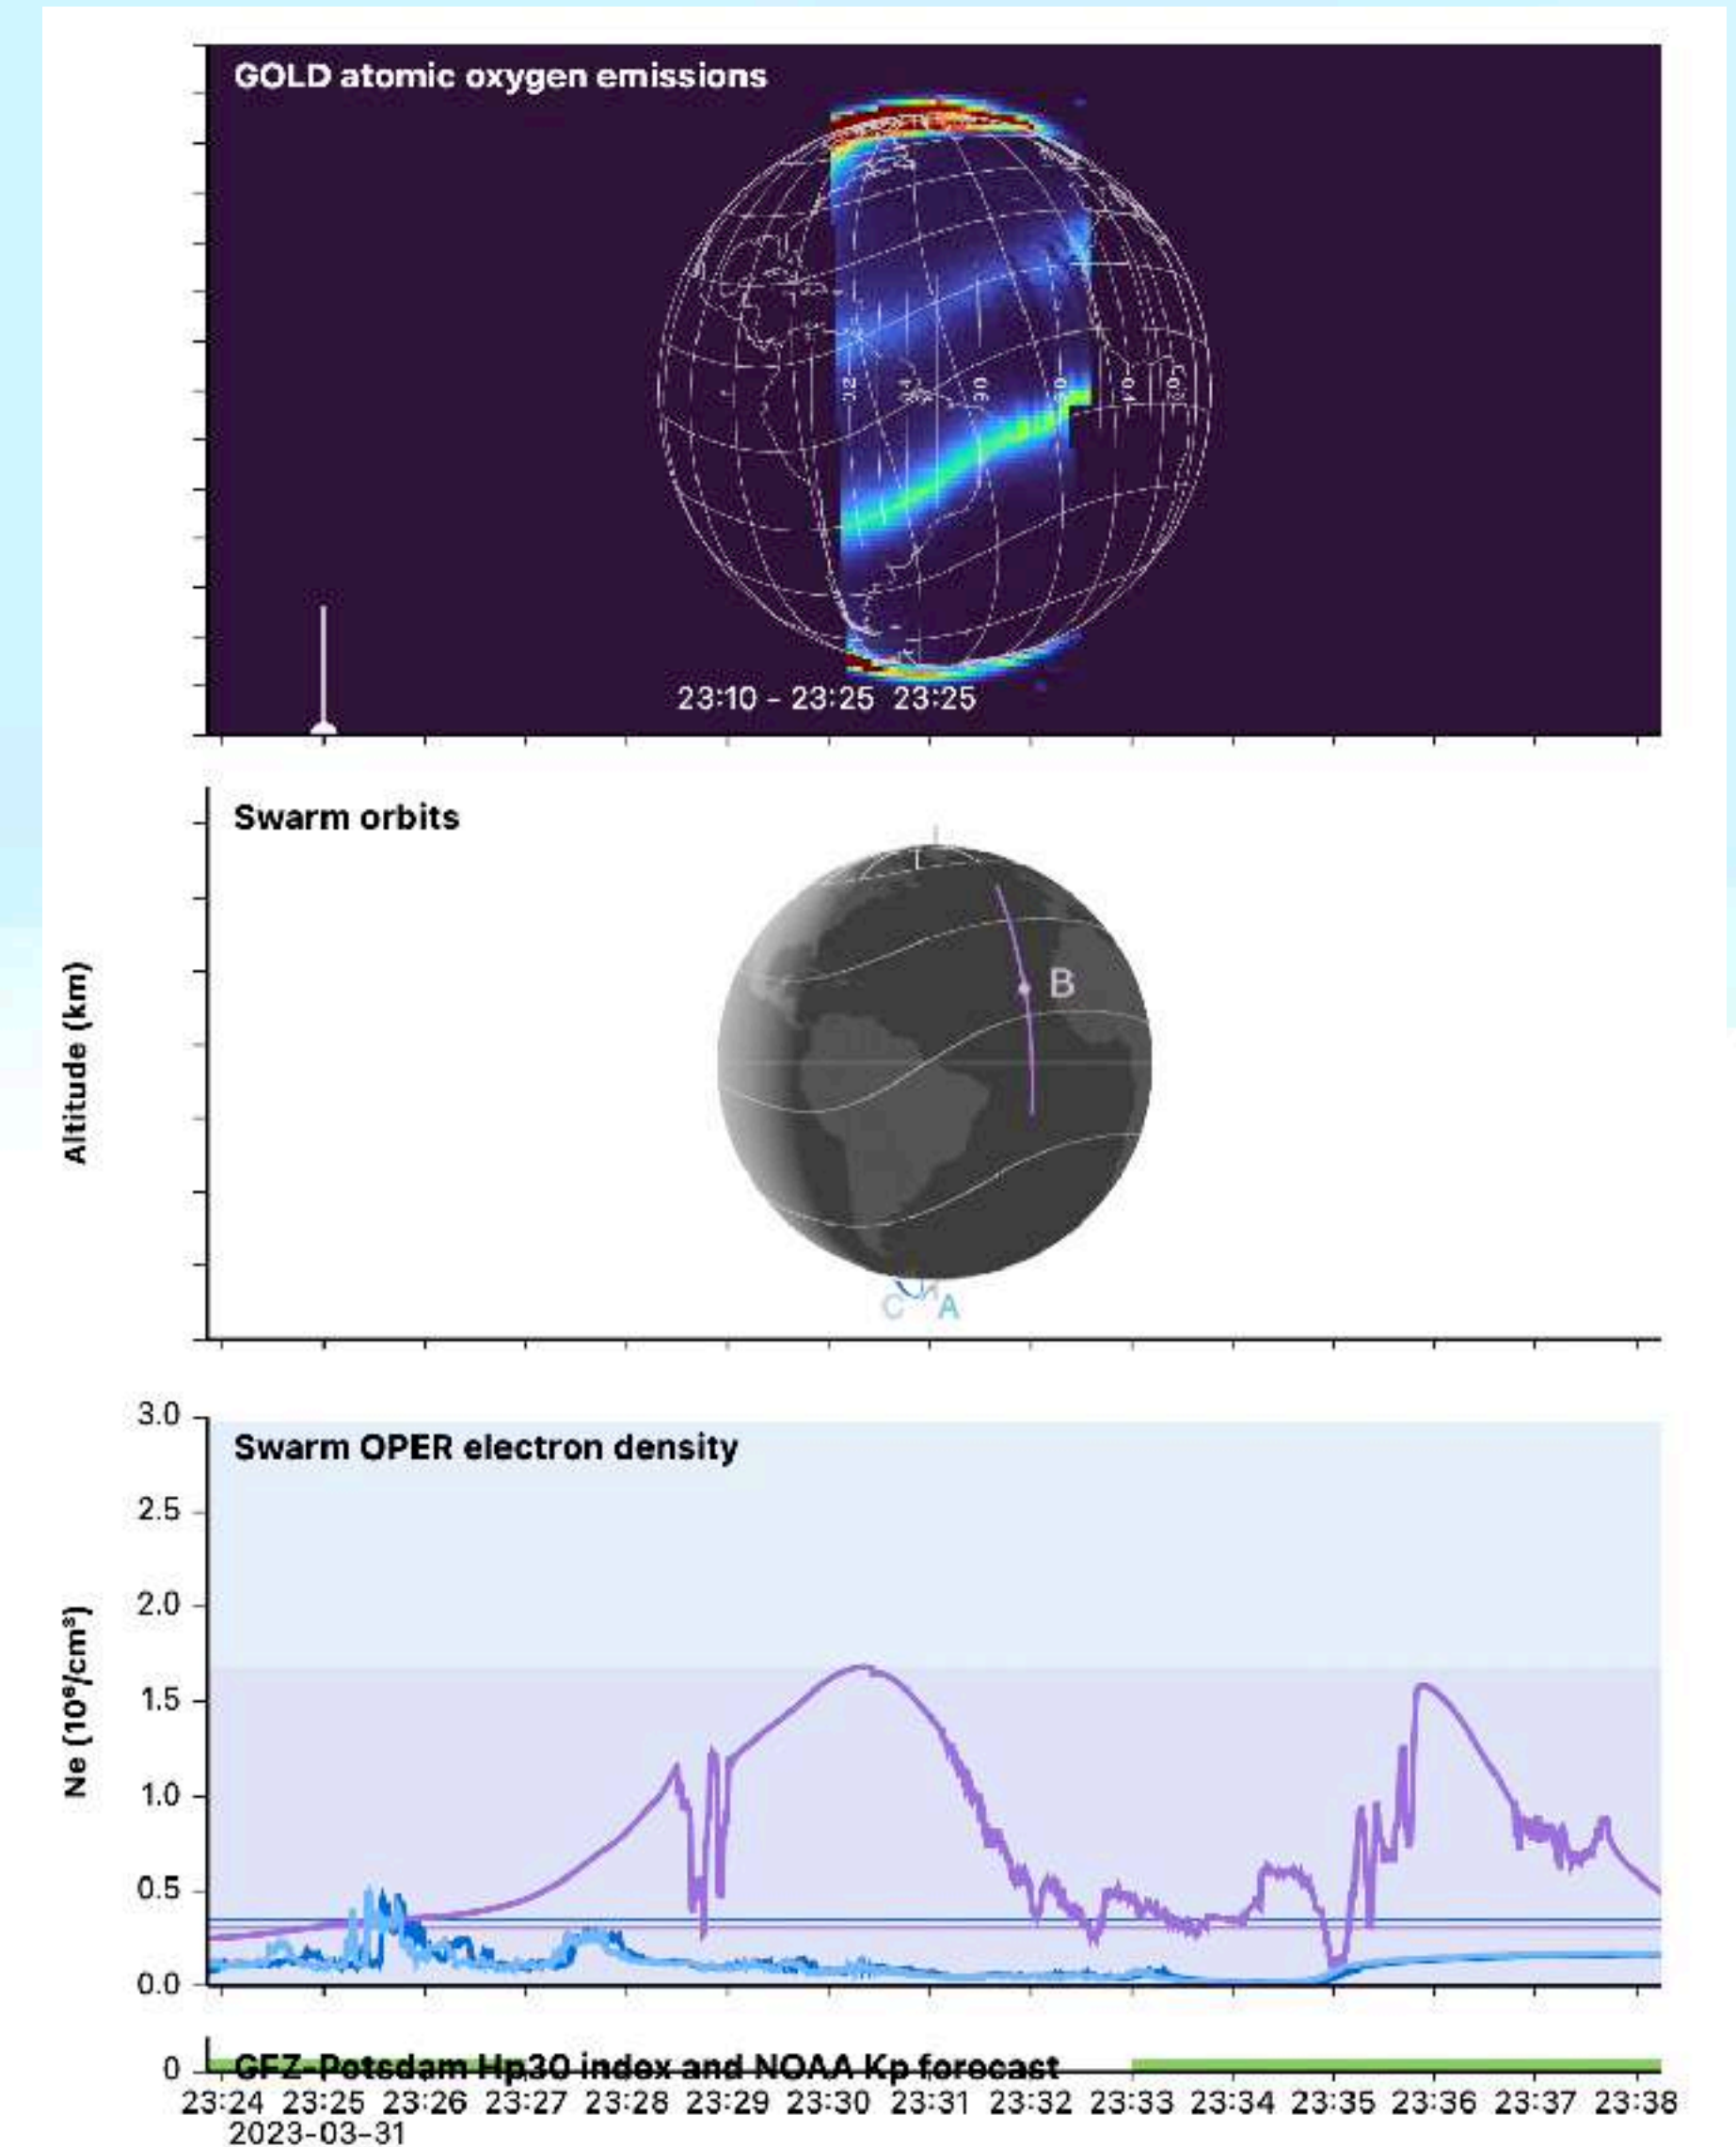 GOLD atomic oxygen emissions
23:10 - 23:25 23:25
Swarm orbits
B
C A
Altitude (km)
Swarm OPER electron density
Ne (10⁶/cm³)
3.0
2.5
2.0
1.5
1.0
0.5
0.0
GFZ-Potsdam Hp30 index and NOAA Kp forecast
0
23:24 23:25 23:26 23:27 23:28 23:29 23:30 23:31 23:32 23:33 23:34 23:35 23:36 23:37 23:38
2023-03-31